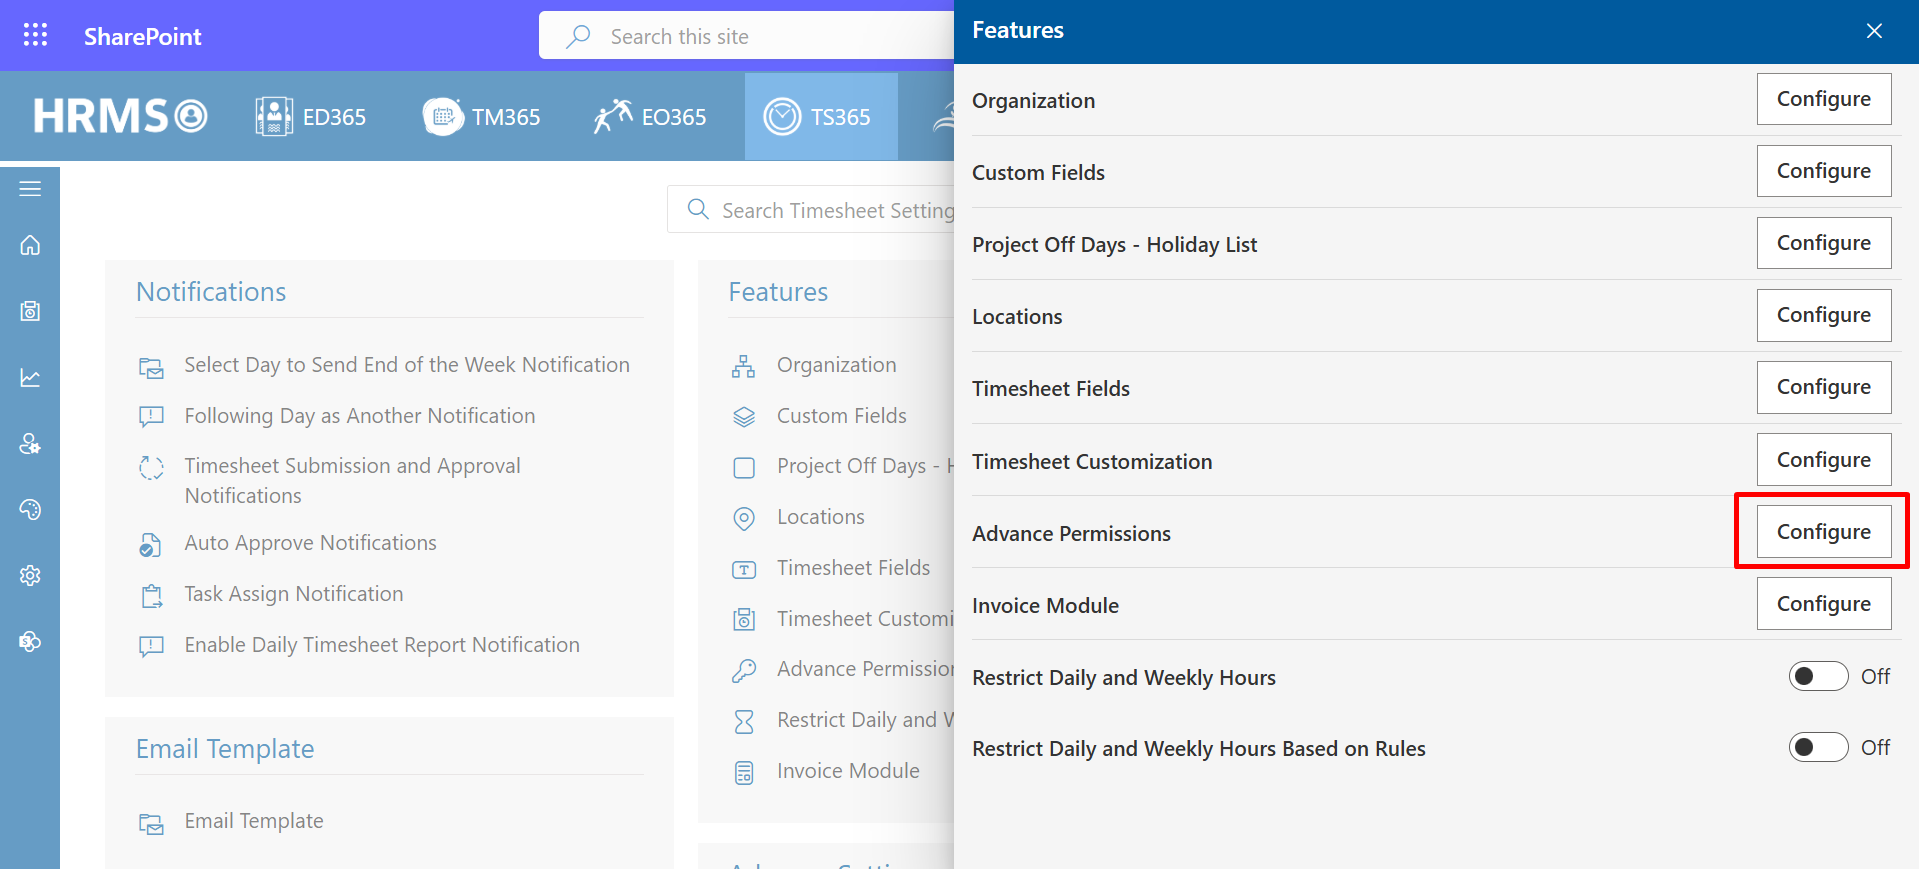 SharePoint
Search this site
HRMS
ED365
TM365
EO365
TS365
Search Timesheet Setting
Notifications
Select Day to Send End of the Week Notification
Following Day as Another Notification
Timesheet Submission and Approval
Notifications
Auto Approve Notifications
Task Assign Notification
Enable Daily Timesheet Report Notification
Email Template
Email Template
Features
Organization
Custom Fields
Project Off Days - H
Locations
Timesheet Fields
Timesheet Customi
Advance Permission
Restrict Daily and W
Invoice Module
Features
Organization Configure
Custom Fields Configure
Project Off Days - Holiday List Configure
Locations Configure
Timesheet Fields Configure
Timesheet Customization Configure
Advance Permissions Configure
Invoice Module Configure
Restrict Daily and Weekly Hours Off
Restrict Daily and Weekly Hours Based on Rules Off